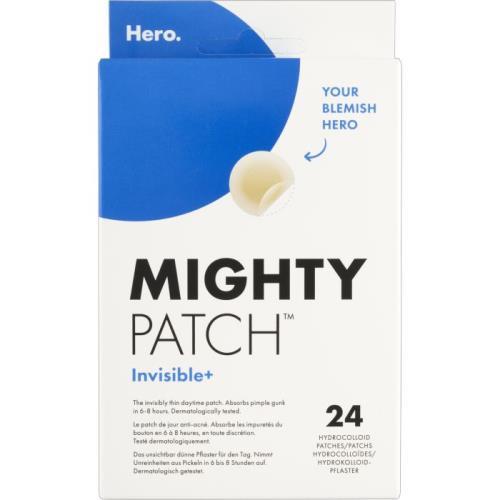 Hero.
YOUR
BLEMISH
HERO
MIGHTY
PATCH™
Invisible+
The invisibly thin daytime patch. Absorbs pimple gunk
in 6-8 hours. Dermatologically tested.
Le patch de jour anti-acné. Absorbe les impuretés du
bouton en 6 à 8 heures, en toute discrétion.
Testé dermatologiquement.
Das unsichtbar dünne Pflaster für den Tag. Nimmt
Unreinheiten aus Pickeln in 6 bis 8 Stunden auf.
Dermatologisch getestet.
24
HYDROCOLLOID
PATCHES/PATCHS
HYDROCOLLOÏDES/
HYDROKOLLOID-
PFLASTER